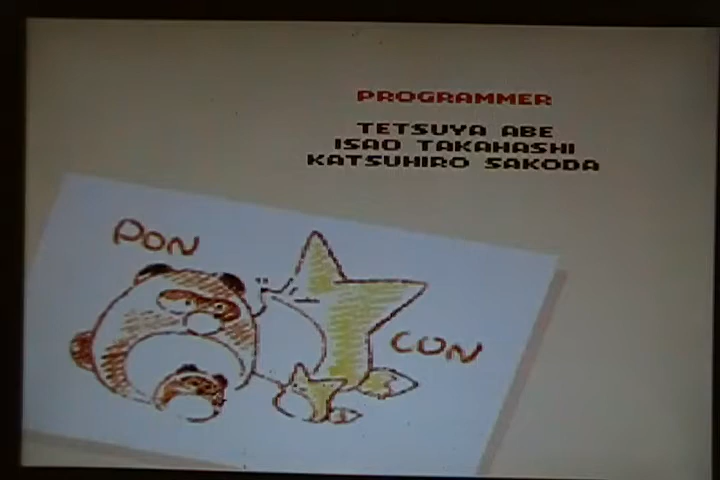 PROGRAMMER
TETSUYA ABE
ISAO TAKAHASHI
KATSUHIRO SAKODA
PON
CON